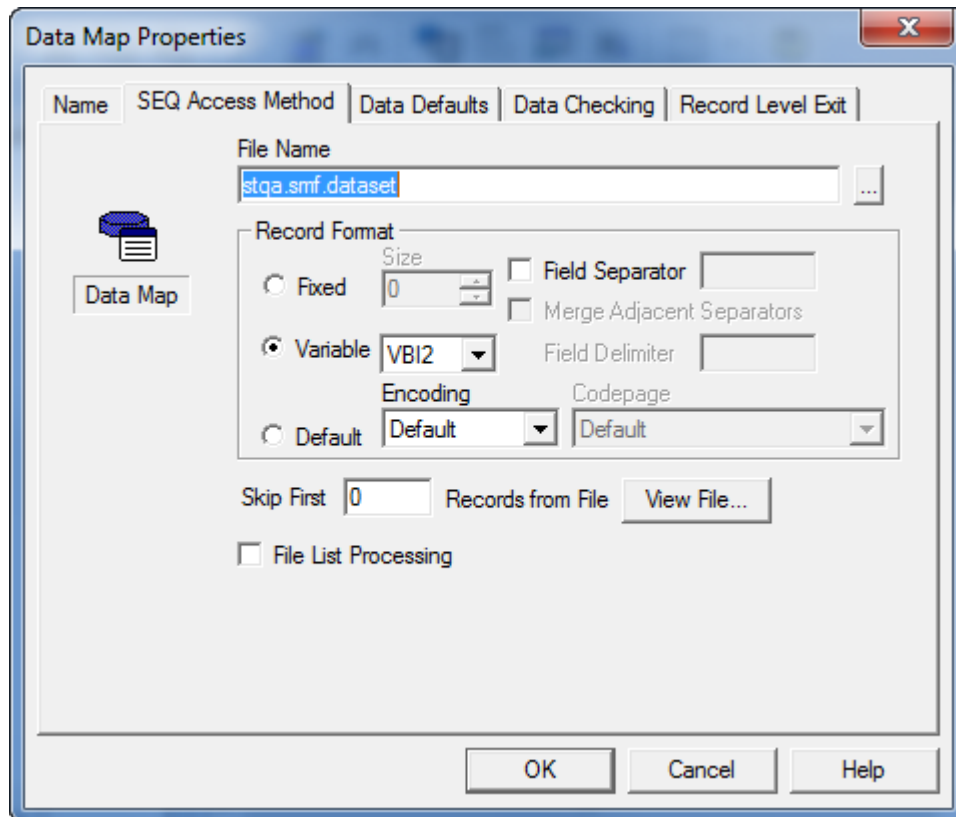 Data Map Properties
Name SEQ Access Method Data Defaults Data Checking Record Level Exit
File Name
stqa.smf.dataset ...
Data Map
Record Format
Size
Fixed 0 Field Separator
Merge Adjacent Separators
Variable VBI2 Field Delimiter
Encoding Codepage
Default Default Default
Skip First 0 Records from File View File...
File List Processing
OK Cancel Help